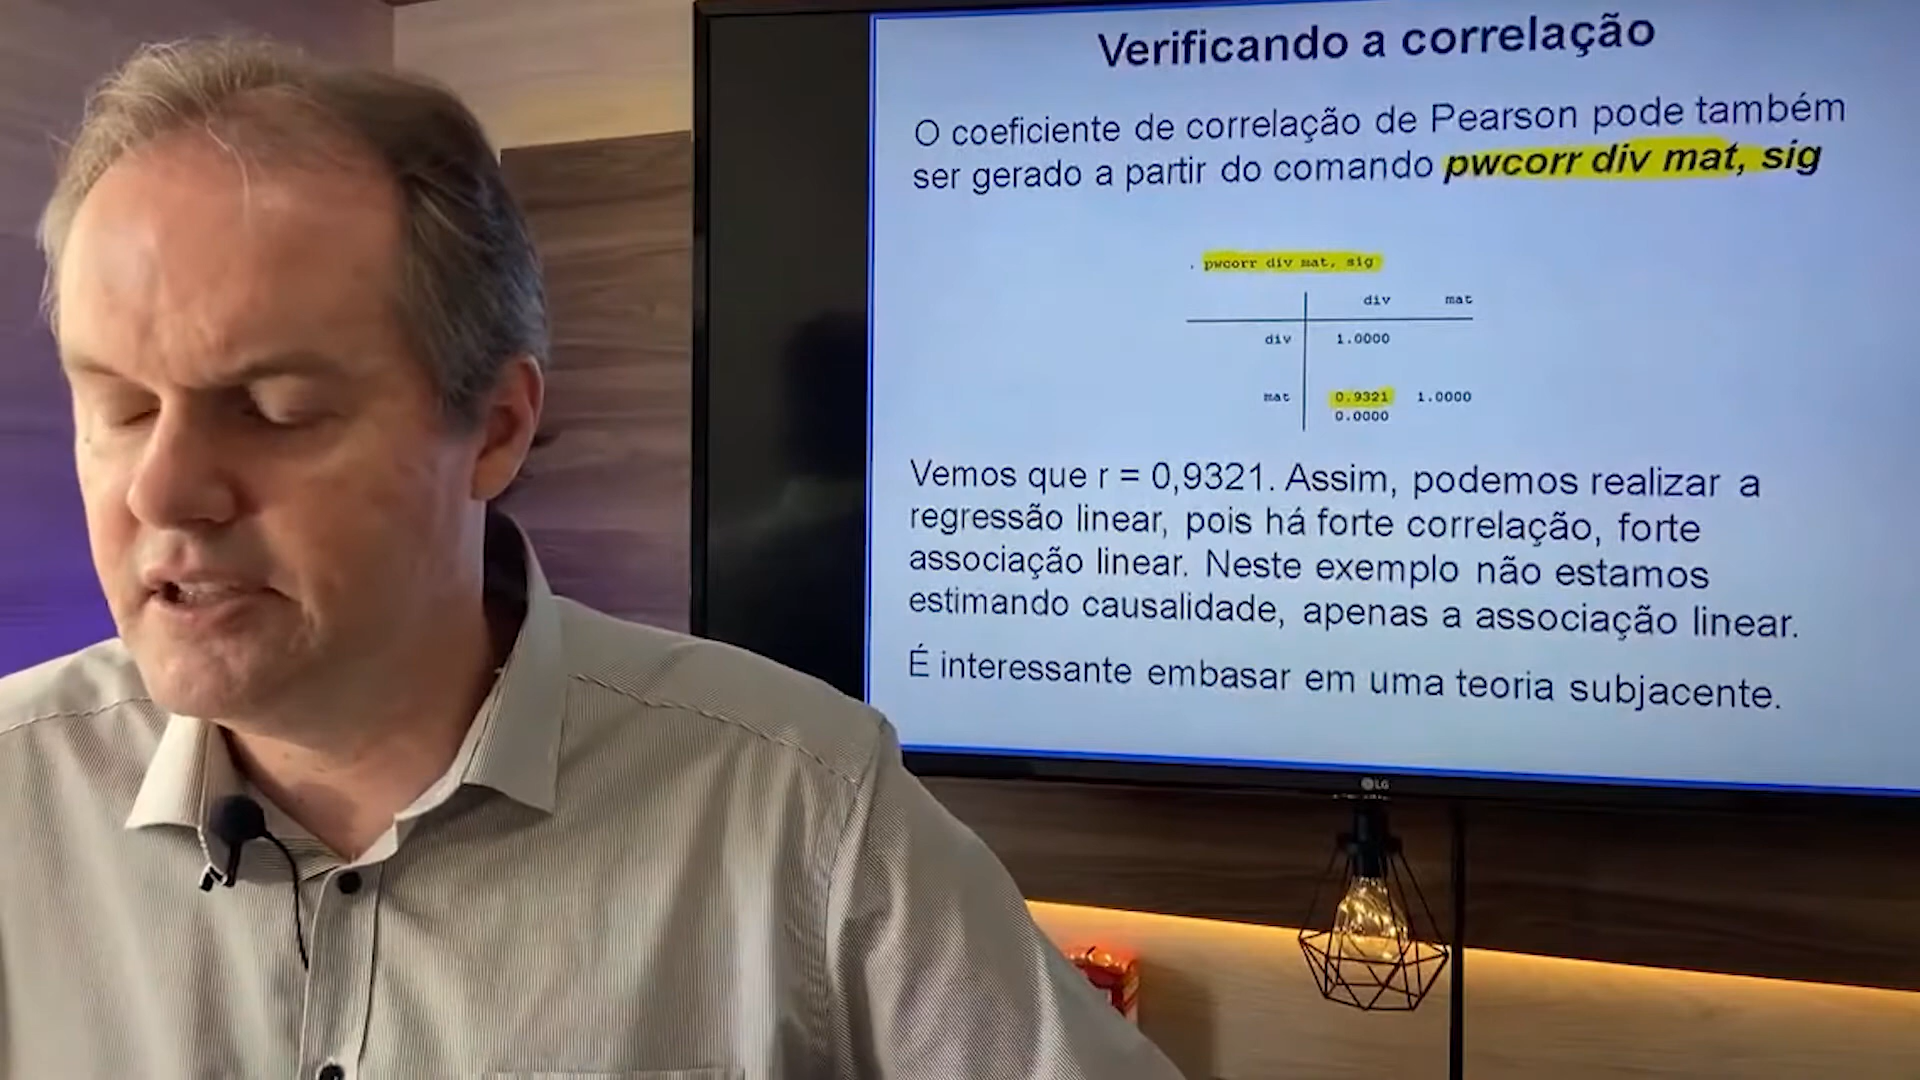 Verificando a correlação
O coeficiente de correlação de Pearson pode também
ser gerado a partir do comando pwcorr div mat, sig
. pwcorr div mat, sig
div mat
div 1.0000
mat 0.9321 1.0000
0.0000
Vemos que r = 0,9321. Assim, podemos realizar a
regressão linear, pois há forte correlação, forte
associação linear. Neste exemplo não estamos
estimando causalidade, apenas a associação linear.
É interessante embasar em uma teoria subjacente.
LG